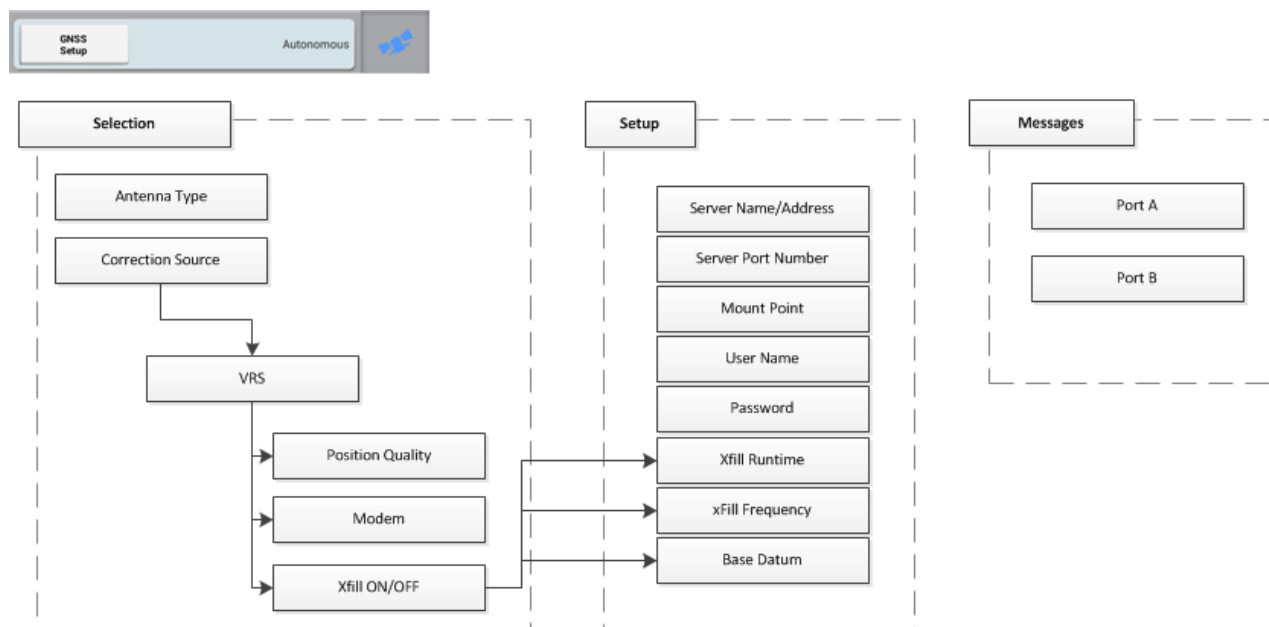 GNSS
Setup
Autonomous
Selection
Antenna Type
Correction Source
VRS
Position Quality
Modem
Xfill ON/OFF
Setup
Server Name/Address
Server Port Number
Mount Point
User Name
Password
Xfill Runtime
xFill Frequency
Base Datum
Messages
Port A
Port B